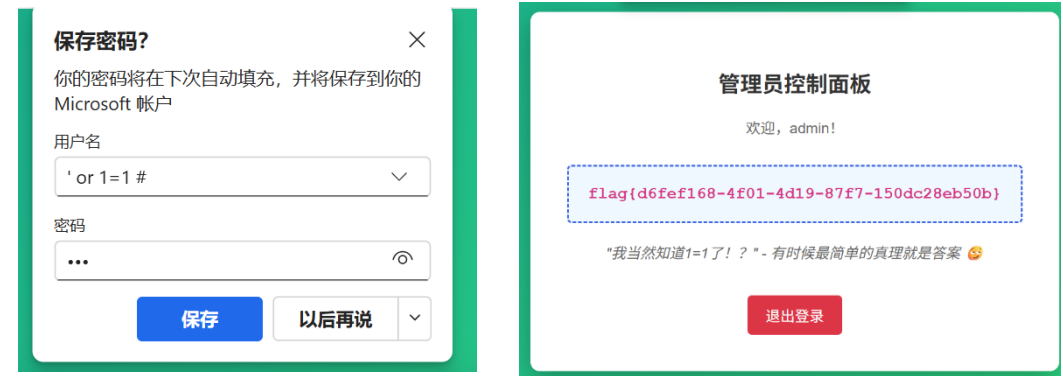 保存密码?
你的密码将在下次自动填充，并将保存到你的
Microsoft 帐户
用户名
' or 1=1 #
密码
•••
保存
以后再说
管理员控制面板
欢迎，admin！
flag{d6fef168-4f01-4d19-87f7-150dc28eb50b}
"我当然知道1=1了！？" - 有时候最简单的真理就是答案 😋
退出登录